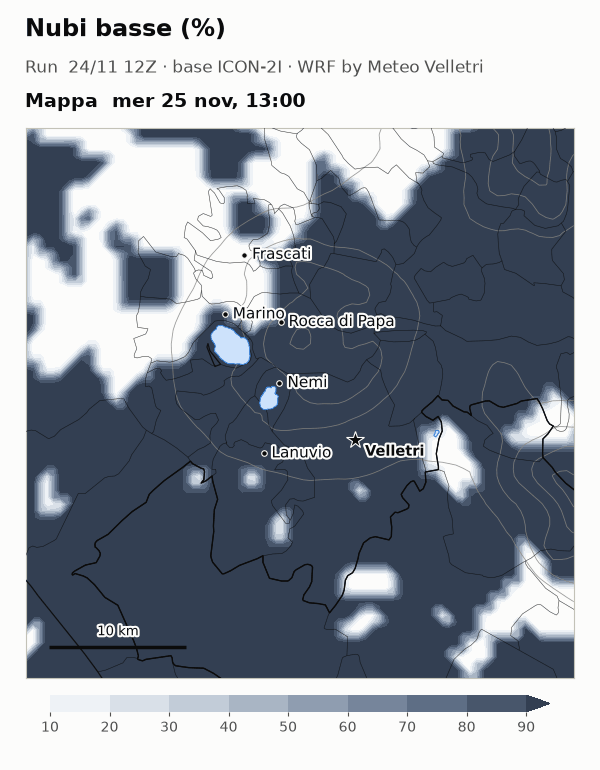 Nubi basse (%)
Run  24/11 12Z · base ICON-2I · WRF by Meteo Velletri
Mappa  mer 25 nov, 13:00
Frascati
Marino
Rocca di Papa
Nemi
Velletri
Lanuvio
10 km
10 20 30 40 50 60 70 80 90